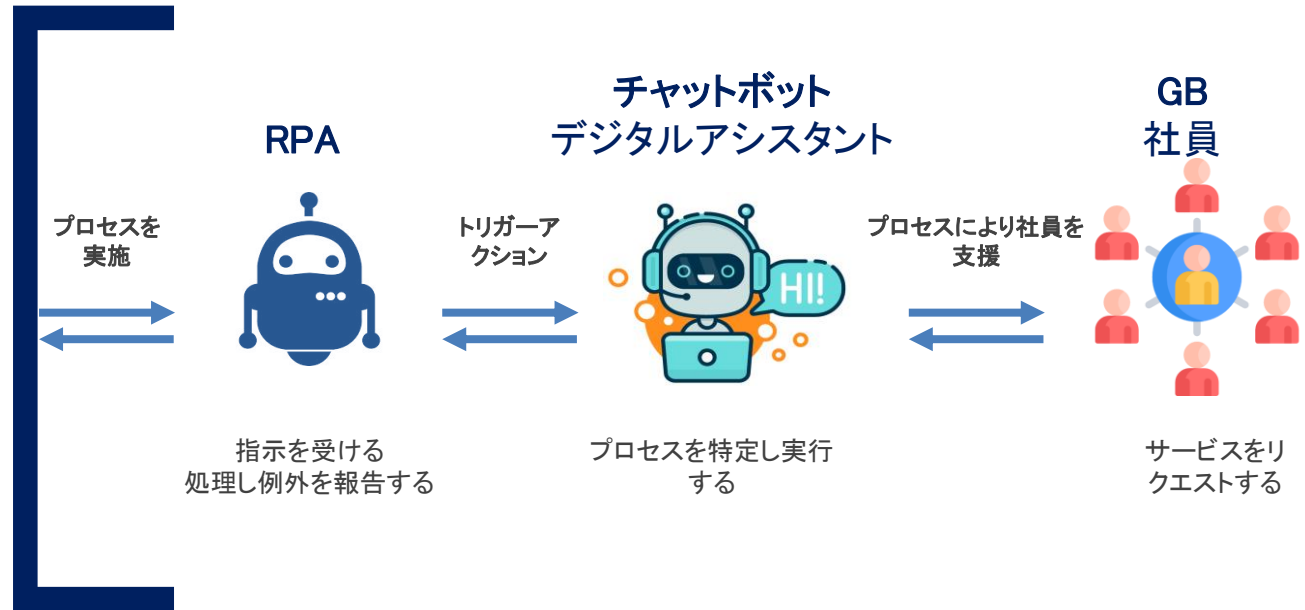 チャットボット
デジタルアシスタント
GB
社員
RPA
プロセスを
実施
トリガーア
クション
プロセスにより社員を
支援
HI!
指示を受ける
処理し例外を報告する
プロセスを特定し実行
する
サービスをリ
クエストする